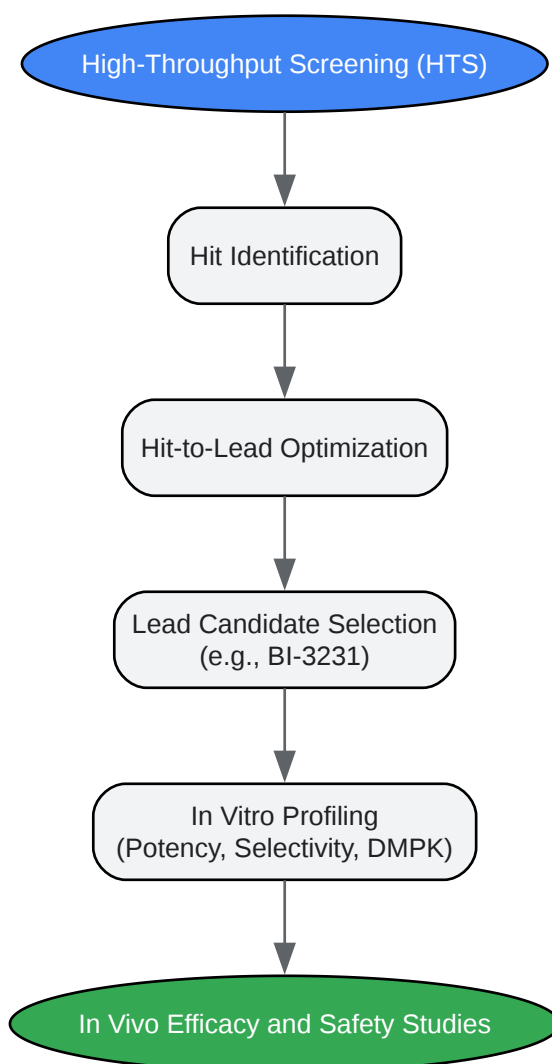 High-Throughput Screening (HTS)
Hit Identification
Hit-to-Lead Optimization
Lead Candidate Selection
(e.g., BI-3231)
In Vitro Profiling
(Potency, Selectivity, DMPK)
In Vivo Efficacy and Safety Studies